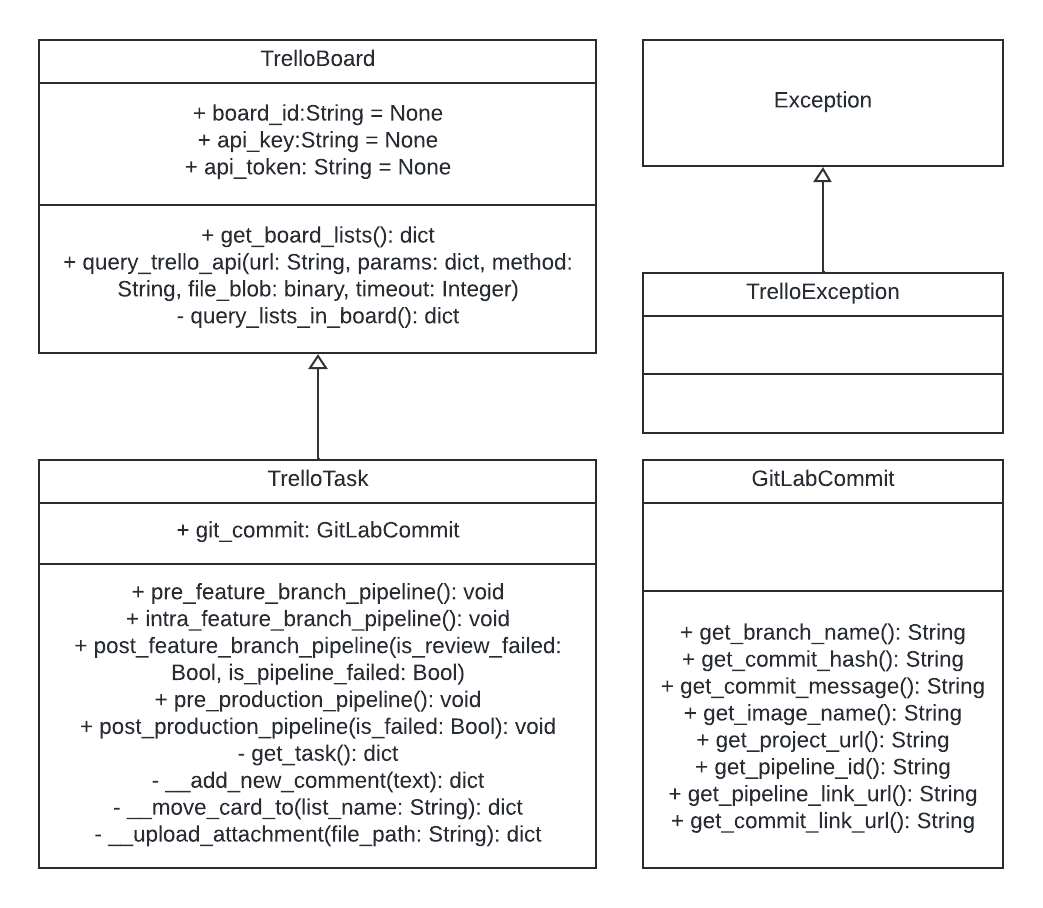 TrelloBoard
+ board_id:String = None
+ api_key:String = None
+ api_token: String = None
+ get_board_lists(): dict
+ query_trello_api(url: String, params: dict, method:
String, file_blob: binary, timeout: Integer)
- query_lists_in_board(): dict
Exception
TrelloException
TrelloTask
+ git_commit: GitLabCommit
+ pre_feature_branch_pipeline(): void
+ intra_feature_branch_pipeline(): void
+ post_feature_branch_pipeline(is_review_failed:
Bool, is_pipeline_failed: Bool)
+ pre_production_pipeline(): void
+ post_production_pipeline(is_failed: Bool): void
- get_task(): dict
- __add_new_comment(text): dict
- __move_card_to(list_name: String): dict
- __upload_attachment(file_path: String): dict
GitLabCommit
+ get_branch_name(): String
+ get_commit_hash(): String
+ get_commit_message(): String
+ get_image_name(): String
+ get_project_url(): String
+ get_pipeline_id(): String
+ get_pipeline_link_url(): String
+ get_commit_link_url(): String